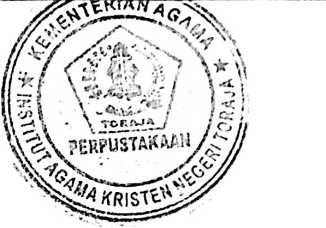 KEMENTERIAN AGAMA
TORAJA
PERPUSTAKAAN
INSTITUT AGAMA KRISTEN NEGERI TORAJA